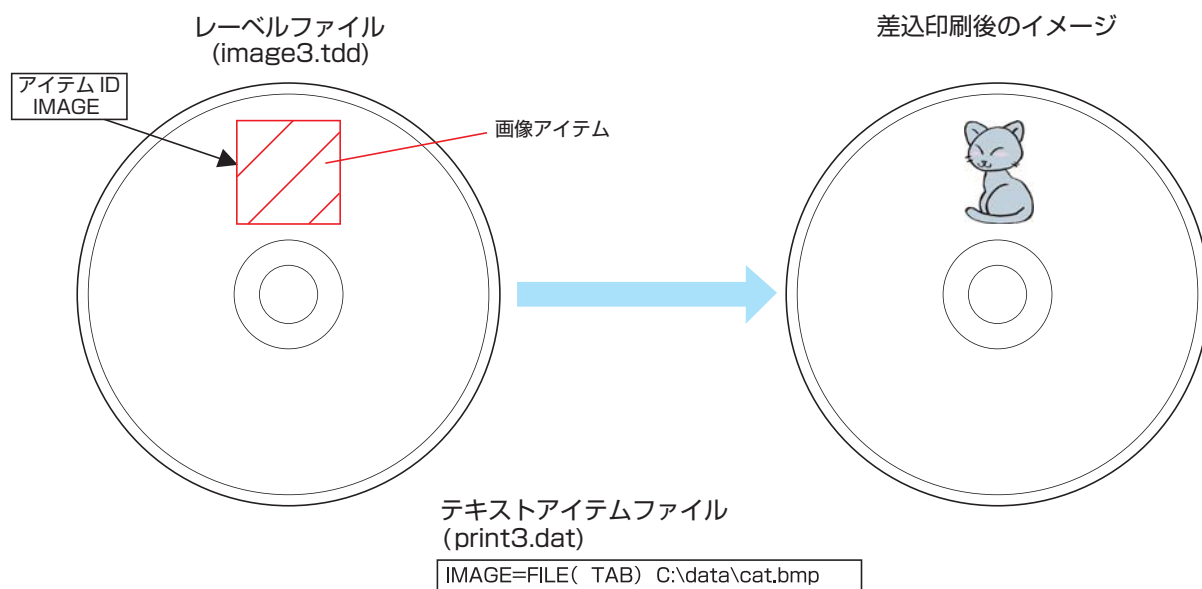 レーベルファイル
(image3.tdd)
差込印刷後のイメージ
アイテム ID
IMAGE
画像アイテム
テキストアイテムファイル
(print3.dat)
IMAGE=FILE( TAB) C:\data\cat.bmp